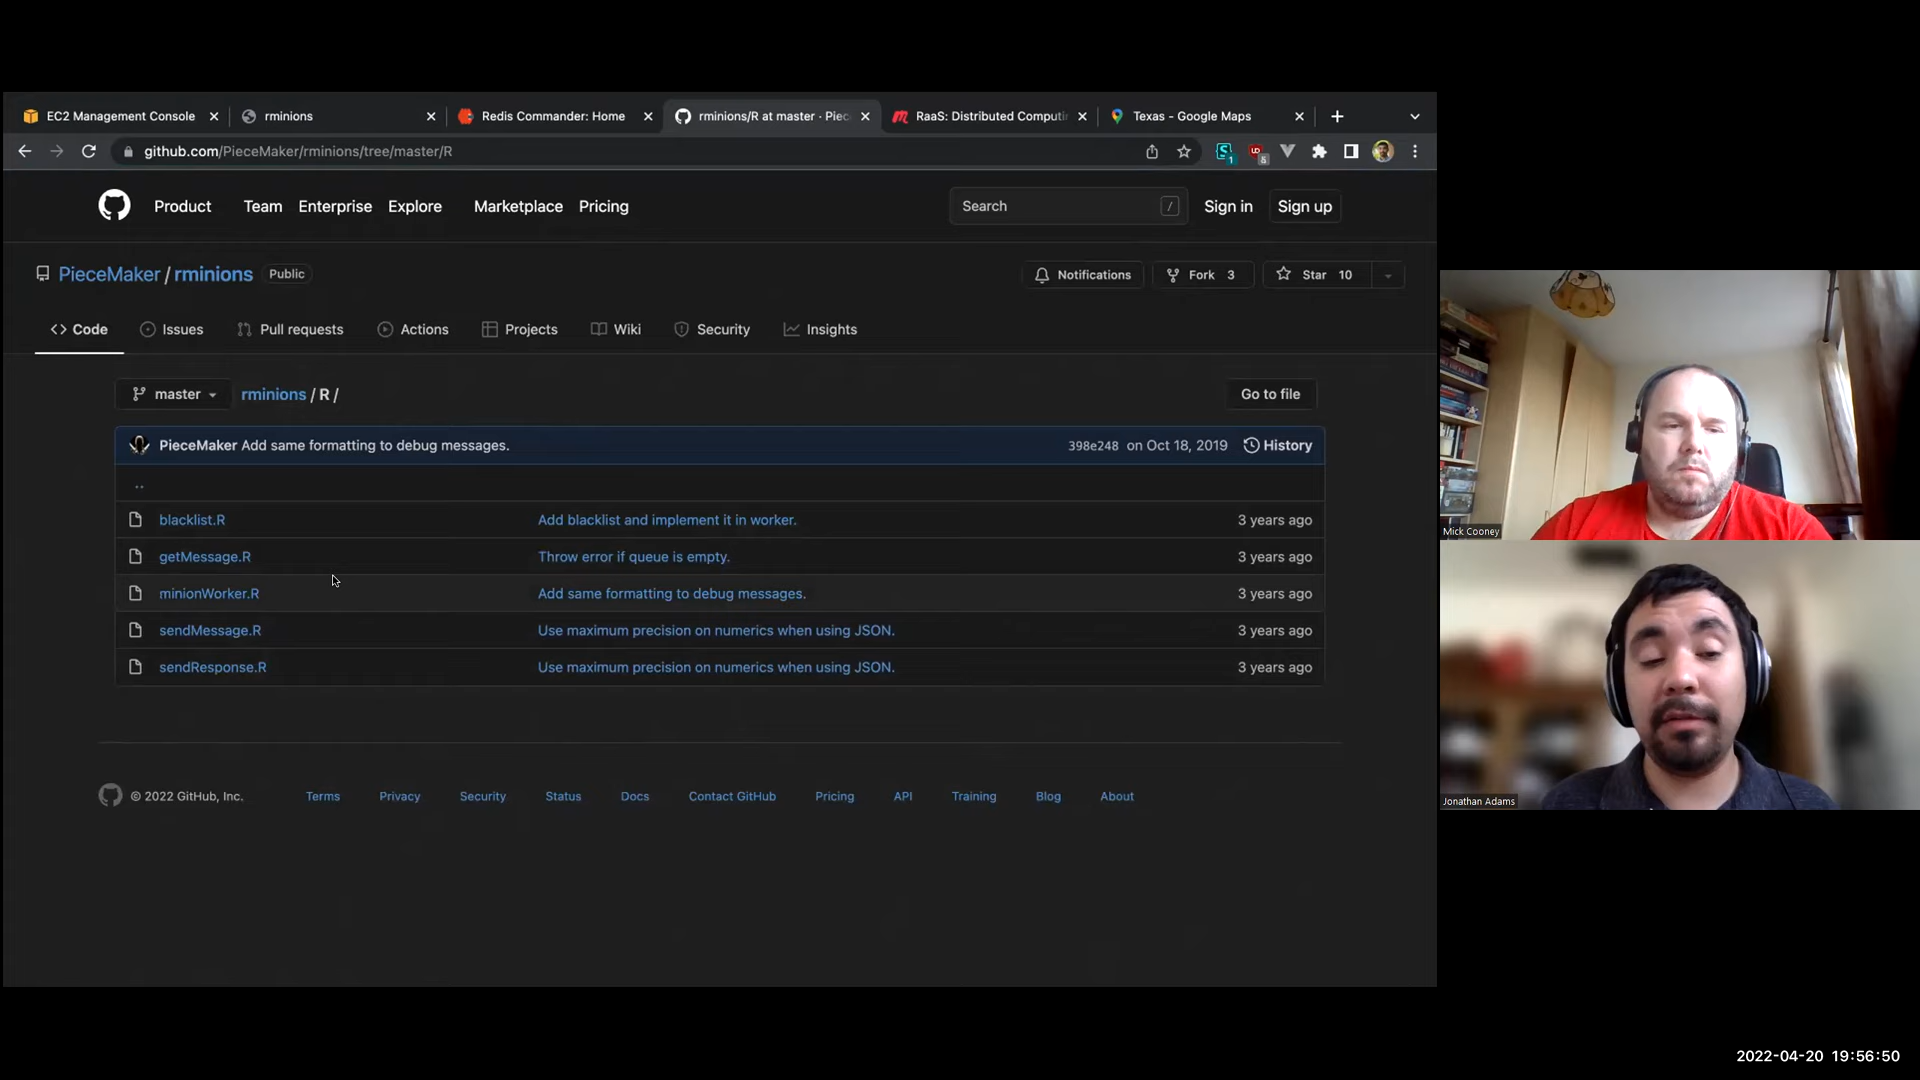 EC2 Management Console
rminions
Redis Commander: Home
rminions/R at master · Piec
RaaS: Distributed Computin
Texas - Google Maps
github.com/PieceMaker/rminions/tree/master/R
Product Team Enterprise Explore Marketplace Pricing
Search /
Sign in
Sign up
PieceMaker / rminions Public
Notifications
Fork 3
Star 10
<> Code Issues Pull requests Actions Projects Wiki Security Insights
master
rminions / R /
Go to file
PieceMaker Add same formatting to debug messages. 398e248 on Oct 18, 2019 History
..
blacklist.R Add blacklist and implement it in worker. 3 years ago
getMessage.R Throw error if queue is empty. 3 years ago
minionWorker.R Add same formatting to debug messages. 3 years ago
sendMessage.R Use maximum precision on numerics when using JSON. 3 years ago
sendResponse.R Use maximum precision on numerics when using JSON. 3 years ago
© 2022 GitHub, Inc. Terms Privacy Security Status Docs Contact GitHub Pricing API Training Blog About
Mick Cooney
Jonathan Adams
2022-04-20 19:56:50